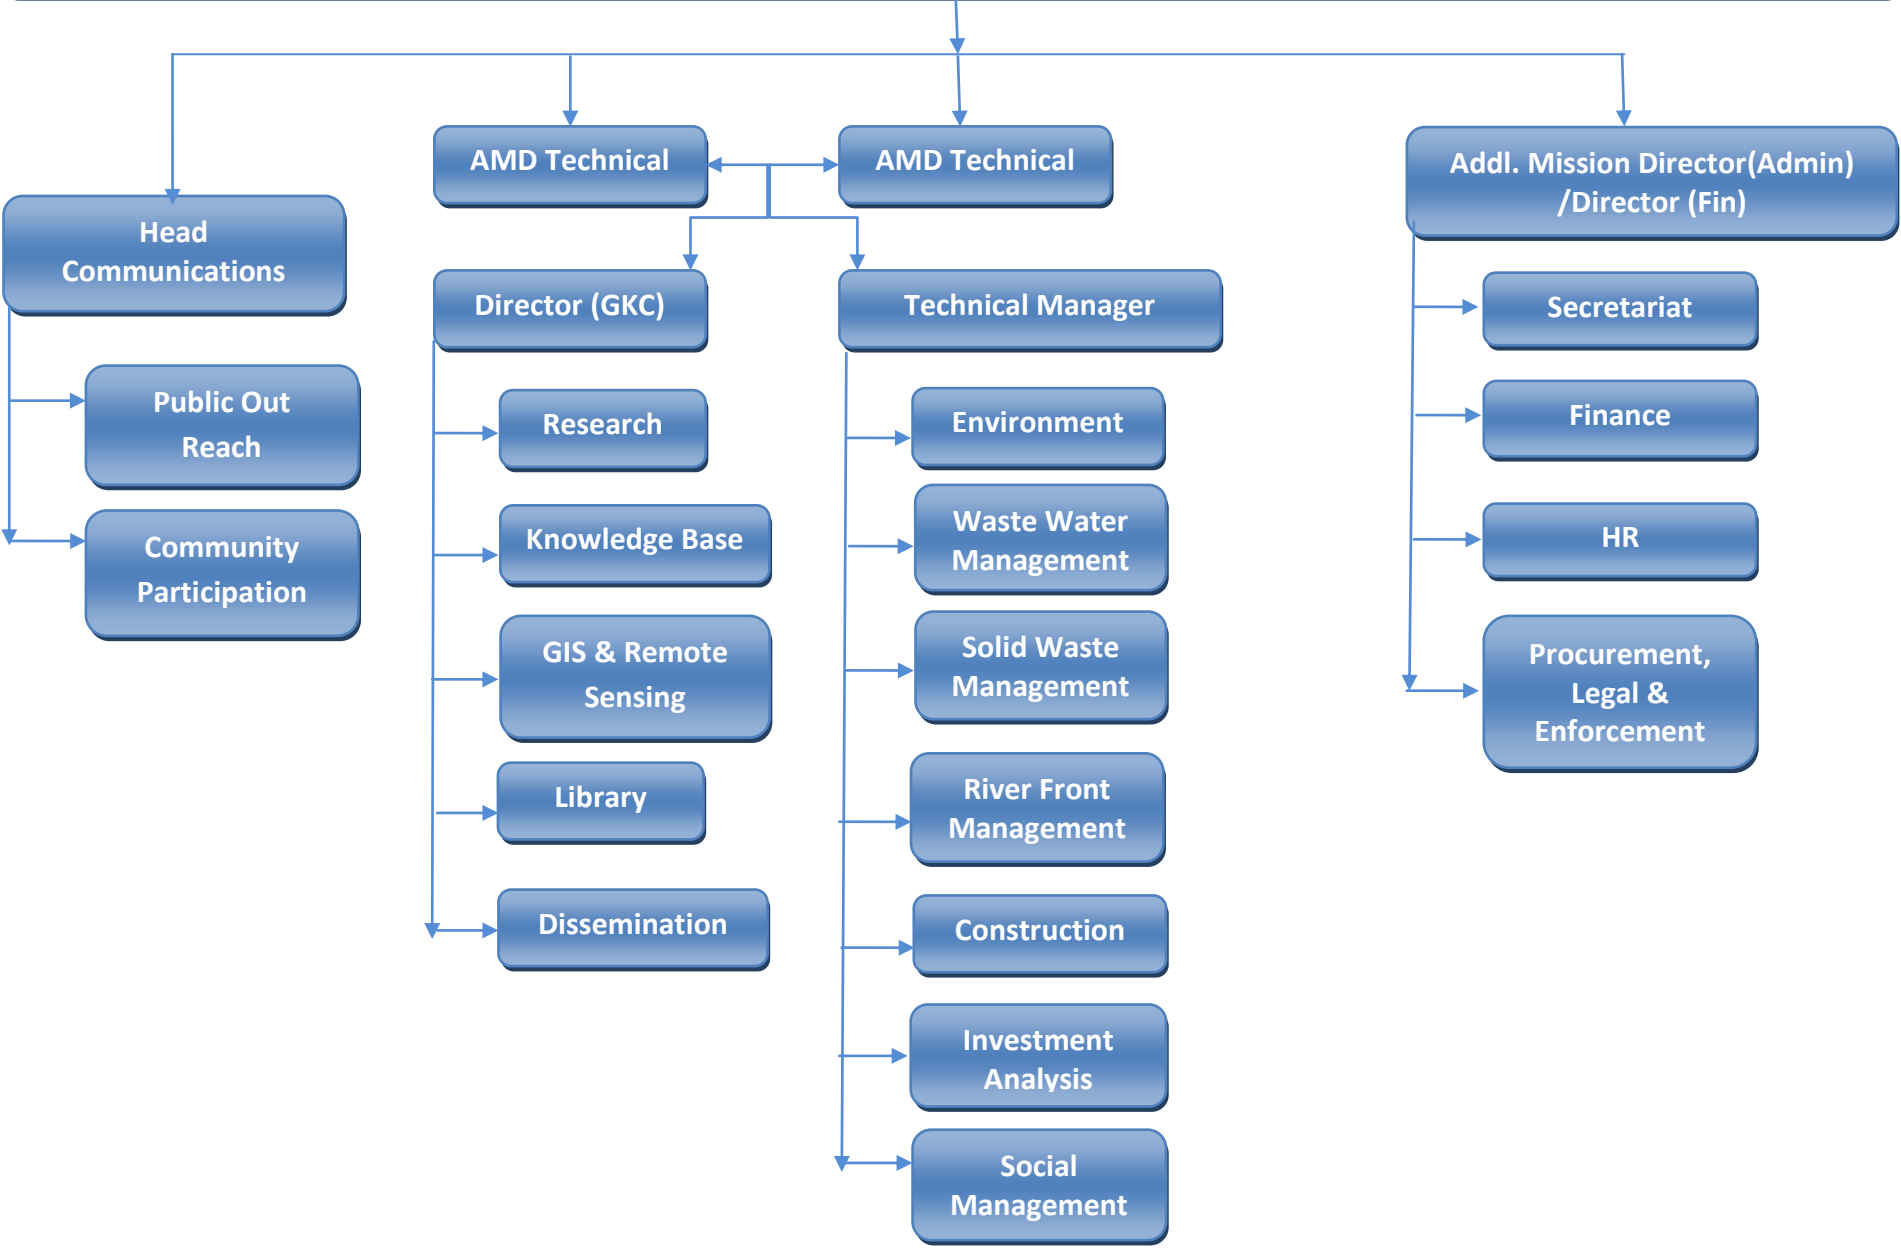 AMD Technical
AMD Technical
Addl. Mission Director(Admin)
/Director (Fin)
Head
Communications
Director (GKC)
Technical Manager
Secretariat
Public Out
Reach
Research
Environment
Finance
Community
Participation
Knowledge Base
Waste Water
Management
HR
GIS & Remote
Sensing
Solid Waste
Management
Procurement,
Legal &
Enforcement
Library
River Front
Management
Dissemination
Construction
Investment
Analysis
Social
Management